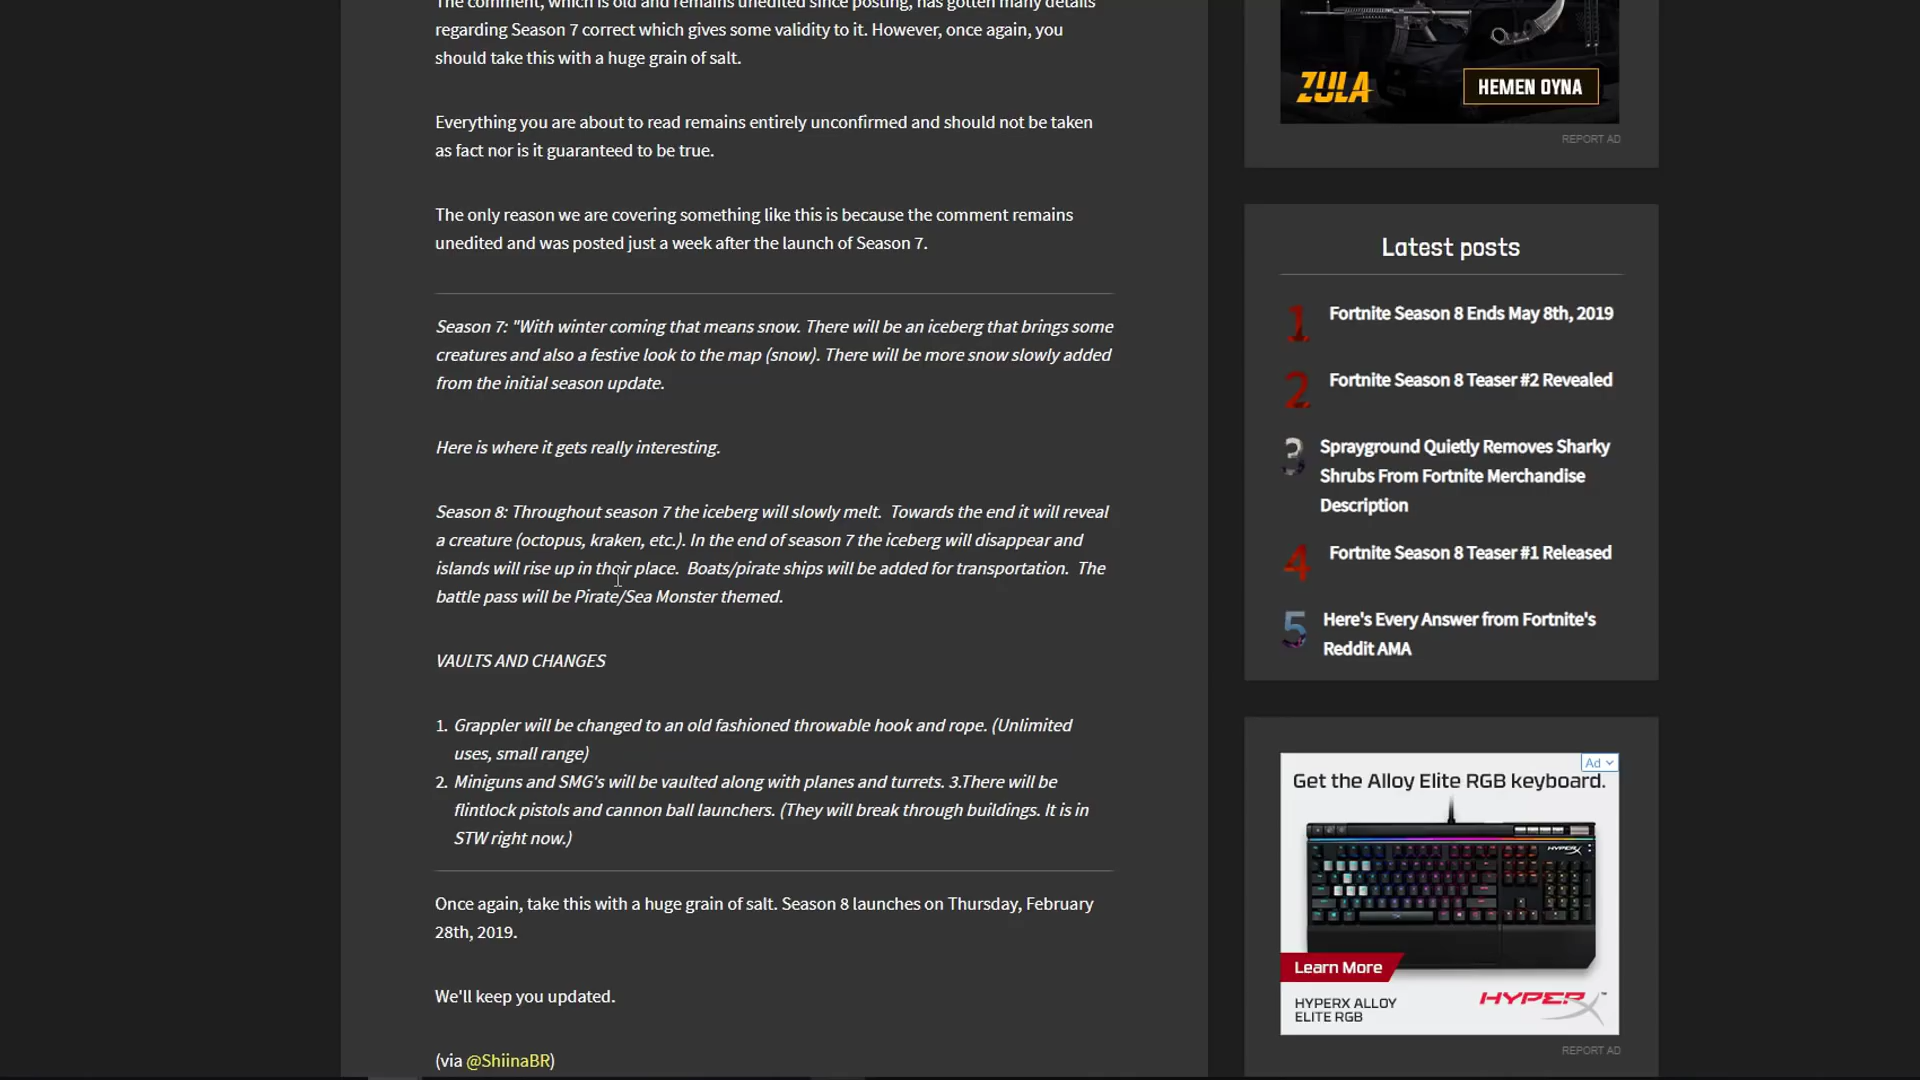 The comment, which is old and remains unedited since posting, has gotten many details
regarding Season 7 correct which gives some validity to it. However, once again, you
should take this with a huge grain of salt.
Everything you are about to read remains entirely unconfirmed and should not be taken
as fact nor is it guaranteed to be true.
The only reason we are covering something like this is because the comment remains
unedited and was posted just a week after the launch of Season 7.
Season 7: "With winter coming that means snow. There will be an iceberg that brings some
creatures and also a festive look to the map (snow). There will be more snow slowly added
from the initial season update.
Here is where it gets really interesting.
Season 8: Throughout season 7 the iceberg will slowly melt.  Towards the end it will reveal
a creature (octopus, kraken, etc.). In the end of season 7 the iceberg will disappear and
islands will rise up in their place.  Boats/pirate ships will be added for transportation.  The
battle pass will be Pirate/Sea Monster themed.
VAULTS AND CHANGES
1. Grappler will be changed to an old fashioned throwable hook and rope. (Unlimited
uses, small range)
2. Miniguns and SMG's will be vaulted along with planes and turrets. 3.There will be
flintlock pistols and cannon ball launchers. (They will break through buildings. It is in
STW right now.)
Once again, take this with a huge grain of salt. Season 8 launches on Thursday, February
28th, 2019.
We'll keep you updated.
(via @ShiinaBR)
ZULA
HEMEN OYNA
REPORT AD
Latest posts
1 Fortnite Season 8 Ends May 8th, 2019
2 Fortnite Season 8 Teaser #2 Revealed
3 Sprayground Quietly Removes Sharky
Shrubs From Fortnite Merchandise
Description
4 Fortnite Season 8 Teaser #1 Released
5 Here's Every Answer from Fortnite's
Reddit AMA
Ad
Get the Alloy Elite RGB keyboard.
HYPERX
Learn More
HYPERX ALLOY
ELITE RGB
HYPERX™
REPORT AD